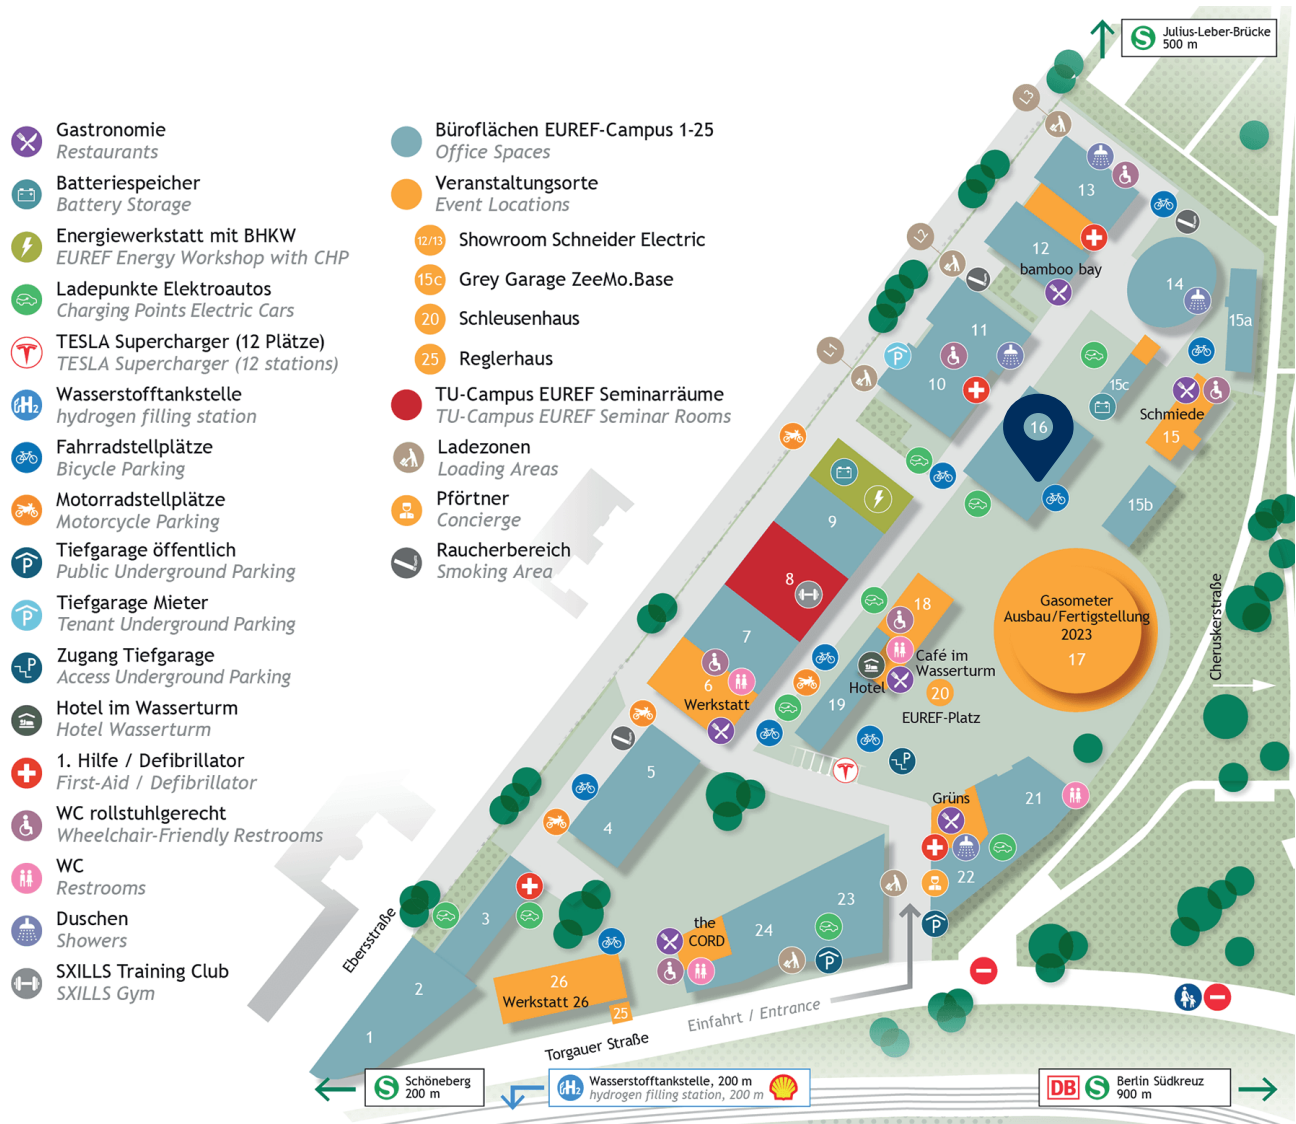 Julius-Leber-Brücke
500 m
Gastronomie
Restaurants
Batteriespeicher
Battery Storage
Energiewerkstatt mit BHKW
EUREF Energy Workshop with CHP
Ladepunkte Elektroautos
Charging Points Electric Cars
TESLA Supercharger (12 Plätze)
TESLA Supercharger (12 stations)
H2
Wasserstofftankstelle
hydrogen filling station
Fahrradstellplätze
Bicycle Parking
Motorradstellplätze
Motorcycle Parking
Tiefgarage öffentlich
Public Underground Parking
Tiefgarage Mieter
Tenant Underground Parking
Zugang Tiefgarage
Access Underground Parking
Hotel im Wasserturm
Hotel Wasserturm
1. Hilfe / Defibrillator
First-Aid / Defibrillator
WC rollstuhlgerecht
Wheelchair-Friendly Restrooms
WC
Restrooms
Duschen
Showers
SXILLS Training Club
SXILLS Gym
Büroflächen EUREF-Campus 1-25
Office Spaces
Veranstaltungsorte
Event Locations
12/13 Showroom Schneider Electric
15c Grey Garage ZeeMo.Base
20 Schleusenhaus
25 Reglerhaus
TU-Campus EUREF Seminarräume
TU-Campus EUREF Seminar Rooms
Ladezonen
Loading Areas
Pförtner
Concierge
Raucherbereich
Smoking Area
L3
13
L2
12
bamboo bay
14
15a
11
L1
10
15c
Schmiede
15
16
15b
9
8
7
6
Werkstatt
18
Café im
Wasserturm
Hotel
20
EUREF-Platz
19
Gasometer
Ausbau/Fertigstellung
2023
17
Cheruskerstraße
5
4
Grüns
21
22
3
23
24
the
CORD
2
1
26
Werkstatt 26
25
Ebersstraße
Torgauer Straße
Einfahrt / Entrance
S
Schöneberg
200 m
H2
Wasserstofftankstelle, 200 m
hydrogen filling station, 200 m
DB
S
Berlin Südkreuz
900 m